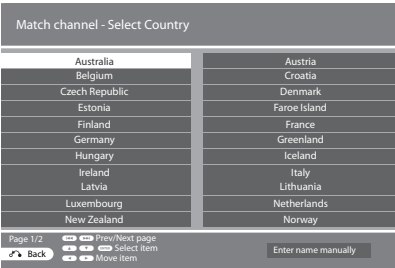 Match channel - Select Country
Australia Austria
Belgium Croatia
Czech Republic Denmark
Estonia Faroe Island
Finland France
Germany Greenland
Hungary Iceland
Ireland Italy
Latvia Lithuania
Luxembourg Netherlands
New Zealand Norway
Page 1/2 Prev/Next page
Select item
Back Move item
Enter name manually